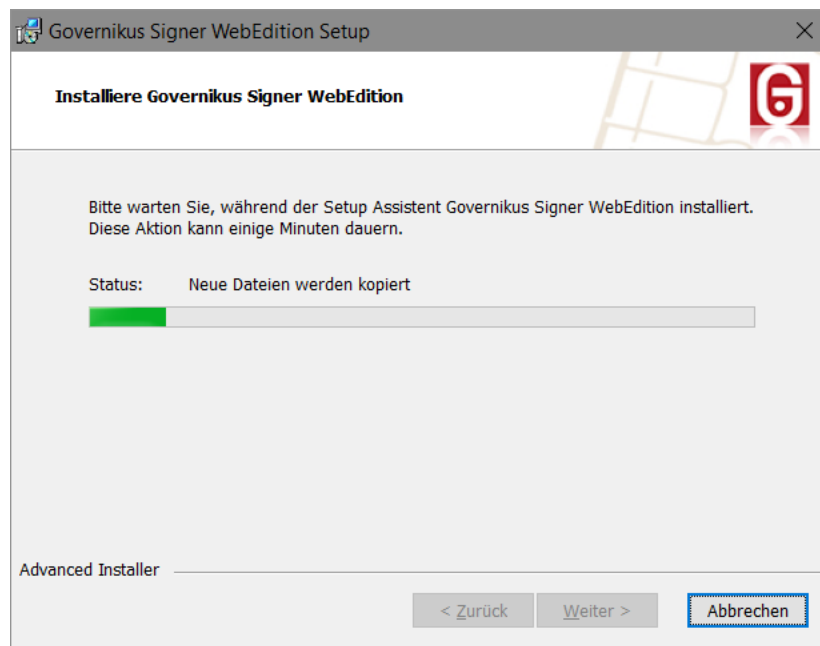 Governikus Signer WebEdition Setup
Installiere Governikus Signer WebEdition
G
Bitte warten Sie, während der Setup Assistent Governikus Signer WebEdition installiert.
Diese Aktion kann einige Minuten dauern.
Status: Neue Dateien werden kopiert
Advanced Installer
< Zurück Weiter > Abbrechen